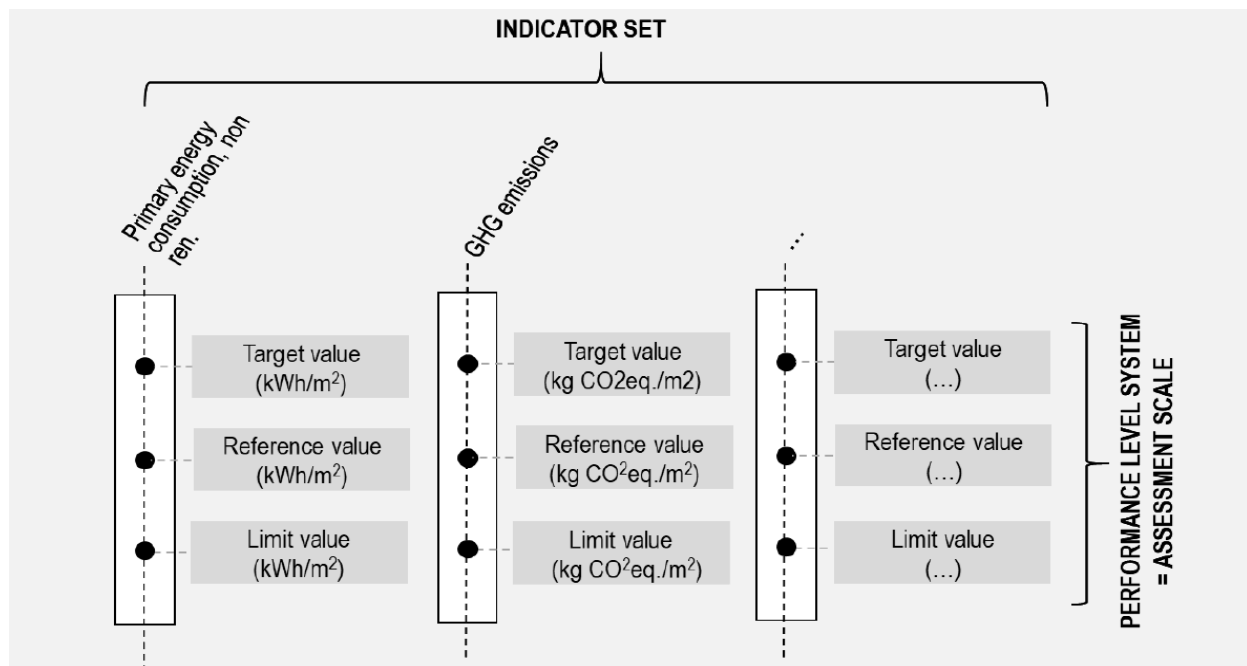 INDICATOR SET
Primary energy
consumption, non
ren.
GHG emissions
...
Target value
(kWh/m²)
Target value
(kg CO2eq./m2)
Target value
(…)
Reference value
(kWh/m²)
Reference value
(kg CO²eq./m²)
Reference value
(…)
Limit value
(kWh/m²)
Limit value
(kg CO²eq./m²)
Limit value
(…)
PERFORMANCE LEVEL SYSTEM
= ASSESSMENT SCALE